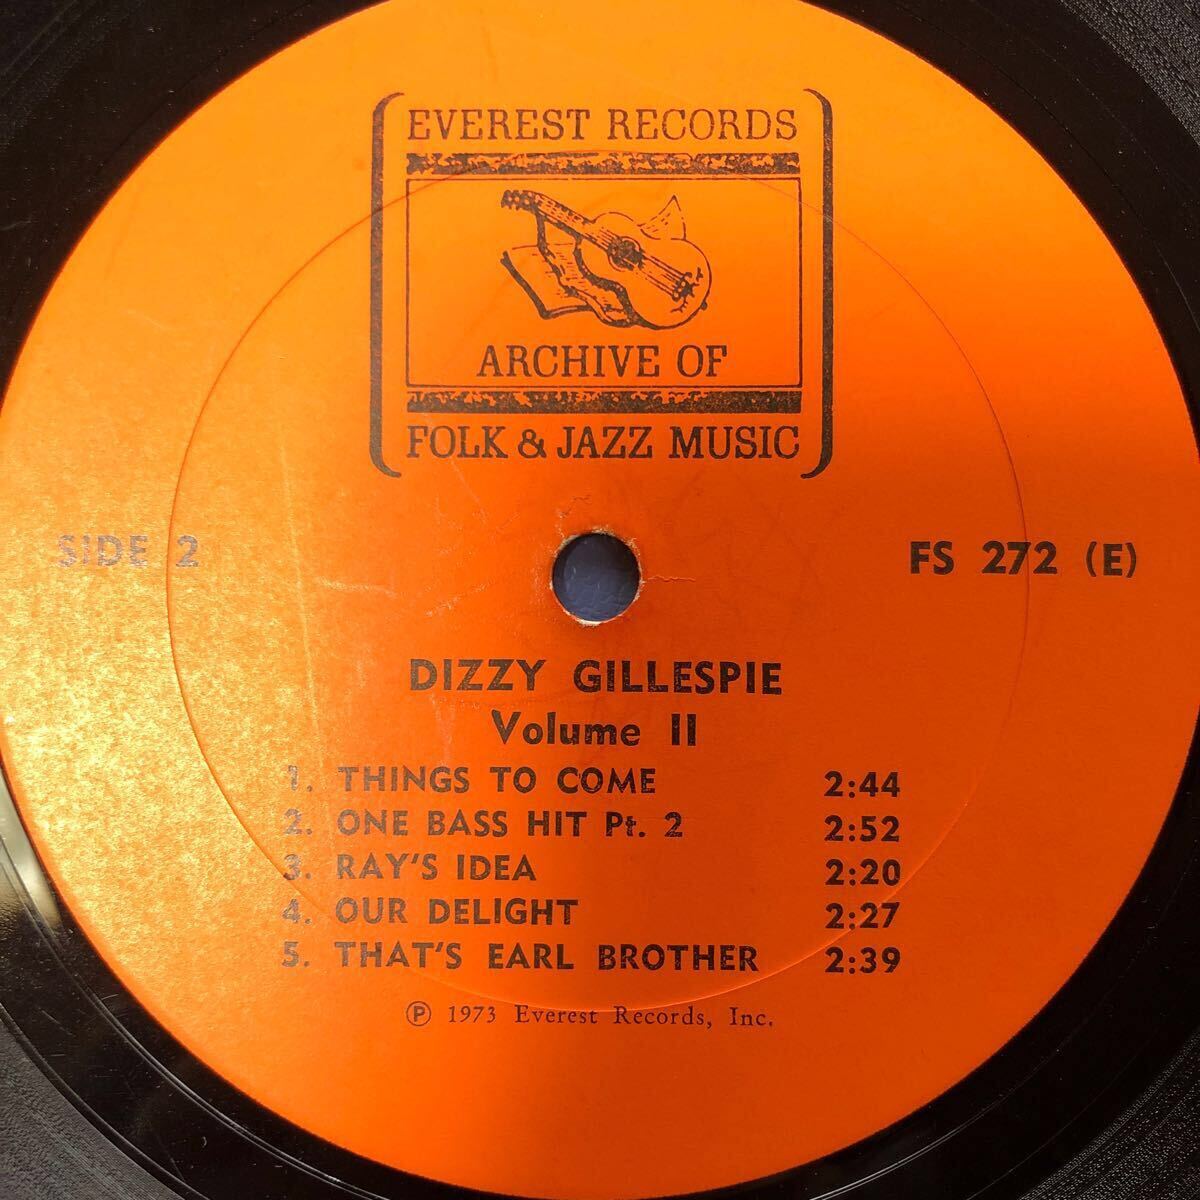 EVEREST RECORDS
ARCHIVE OF
FOLK & JAZZ MUSIC
SIDE 2
FS 272 (E)
DIZZY GILLESPIE
Volume II
1. THINGS TO COME 2:44
2. ONE BASS HIT Pt. 2 2:52
3. RAY'S IDEA 2:20
4. OUR DELIGHT 2:27
5. THAT'S EARL BROTHER 2:39
℗ 1973 Everest Records, Inc.